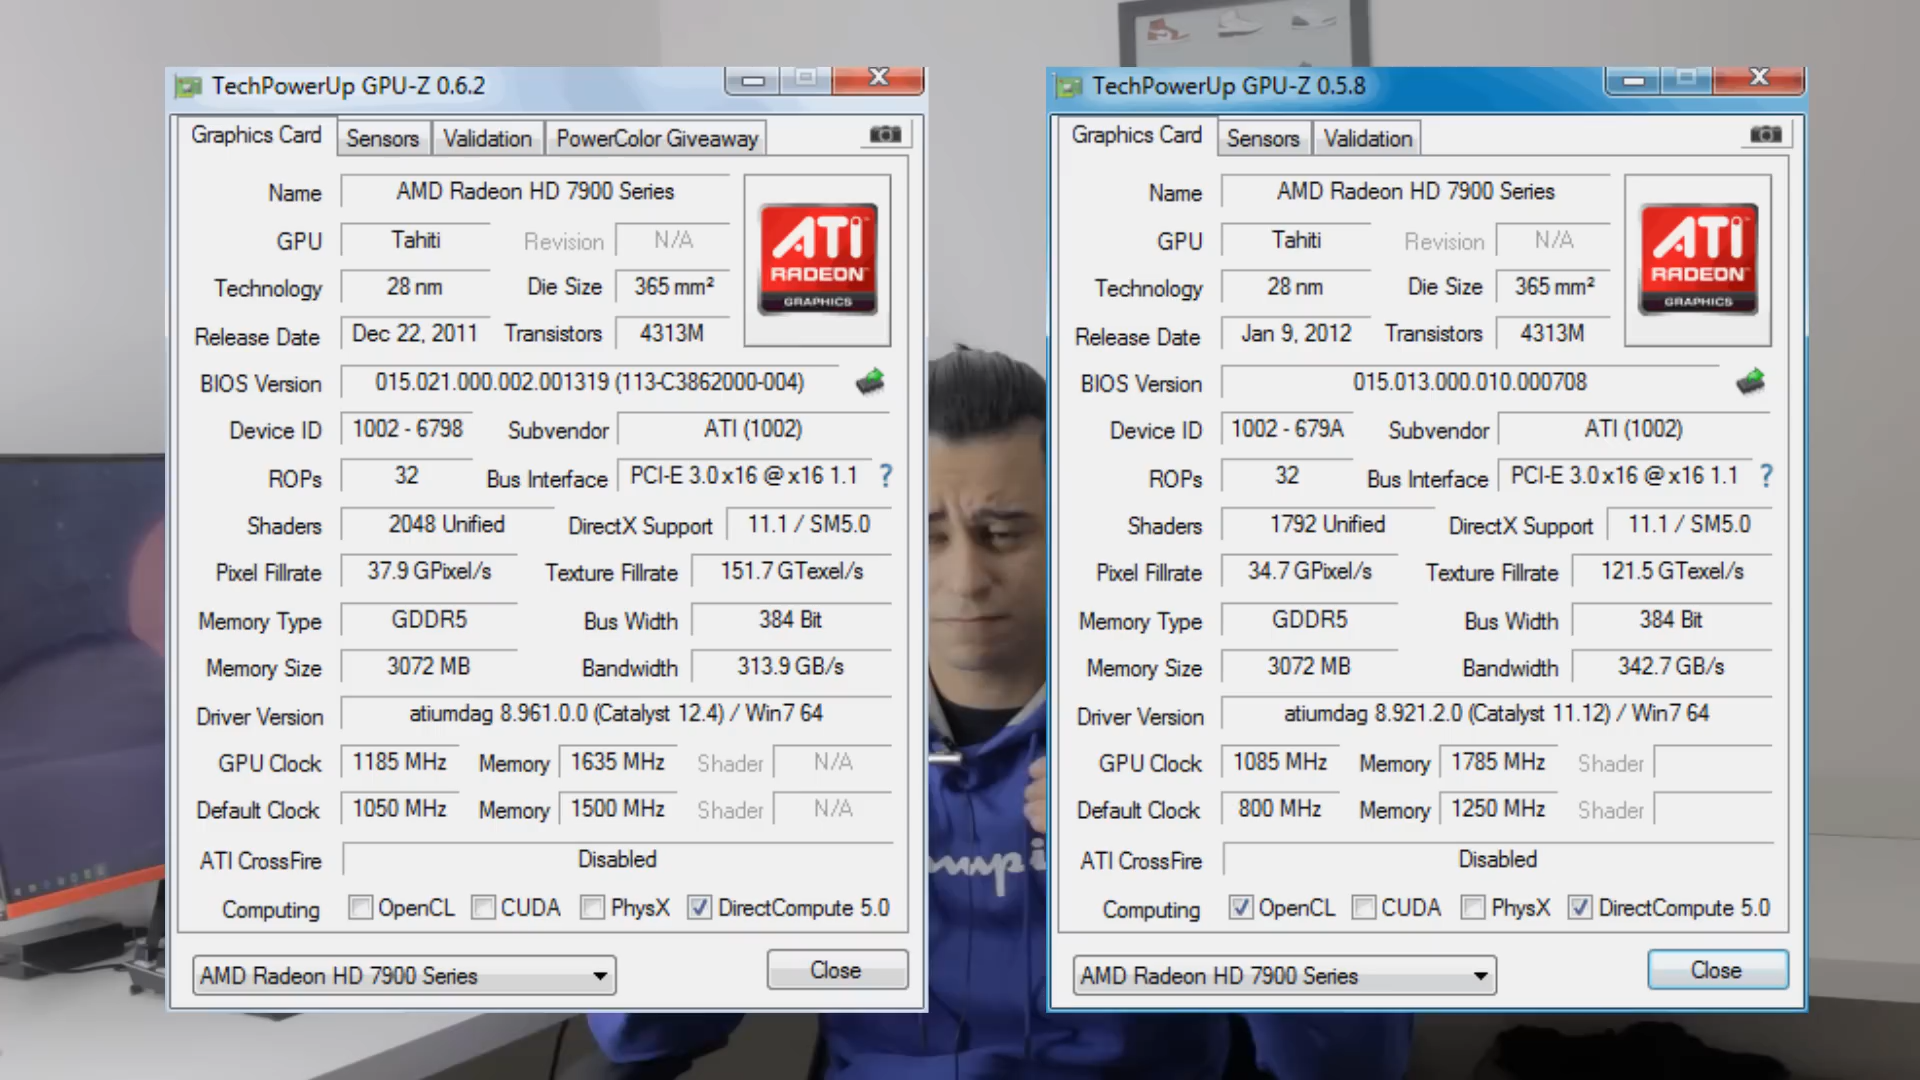 TechPowerUp GPU-Z 0.6.2
Graphics Card Sensors Validation PowerColor Giveaway
Name AMD Radeon HD 7900 Series
GPU Tahiti Revision N/A
Technology 28 nm Die Size 365 mm²
Release Date Dec 22, 2011 Transistors 4313M
ATI RADEON GRAPHICS
BIOS Version 015.021.000.002.001319 (113-C3862000-004)
Device ID 1002 - 6798 Subvendor ATI (1002)
ROPs 32 Bus Interface PCI-E 3.0 x16 @ x16 1.1 ?
Shaders 2048 Unified DirectX Support 11.1 / SM5.0
Pixel Fillrate 37.9 GPixel/s Texture Fillrate 151.7 GTexel/s
Memory Type GDDR5 Bus Width 384 Bit
Memory Size 3072 MB Bandwidth 313.9 GB/s
Driver Version atiumdag 8.961.0.0 (Catalyst 12.4) / Win7 64
GPU Clock 1185 MHz Memory 1635 MHz Shader N/A
Default Clock 1050 MHz Memory 1500 MHz Shader N/A
ATI CrossFire Disabled
Computing OpenCL CUDA PhysX DirectCompute 5.0
AMD Radeon HD 7900 Series Close
TechPowerUp GPU-Z 0.5.8
Graphics Card Sensors Validation
Name AMD Radeon HD 7900 Series
GPU Tahiti Revision N/A
Technology 28 nm Die Size 365 mm²
Release Date Jan 9, 2012 Transistors 4313M
ATI RADEON GRAPHICS
BIOS Version 015.013.000.010.000708
Device ID 1002 - 679A Subvendor ATI (1002)
ROPs 32 Bus Interface PCI-E 3.0 x16 @ x16 1.1 ?
Shaders 1792 Unified DirectX Support 11.1 / SM5.0
Pixel Fillrate 34.7 GPixel/s Texture Fillrate 121.5 GTexel/s
Memory Type GDDR5 Bus Width 384 Bit
Memory Size 3072 MB Bandwidth 342.7 GB/s
Driver Version atiumdag 8.921.2.0 (Catalyst 11.12) / Win7 64
GPU Clock 1085 MHz Memory 1785 MHz Shader
Default Clock 800 MHz Memory 1250 MHz Shader
ATI CrossFire Disabled
Computing OpenCL CUDA PhysX DirectCompute 5.0
AMD Radeon HD 7900 Series Close